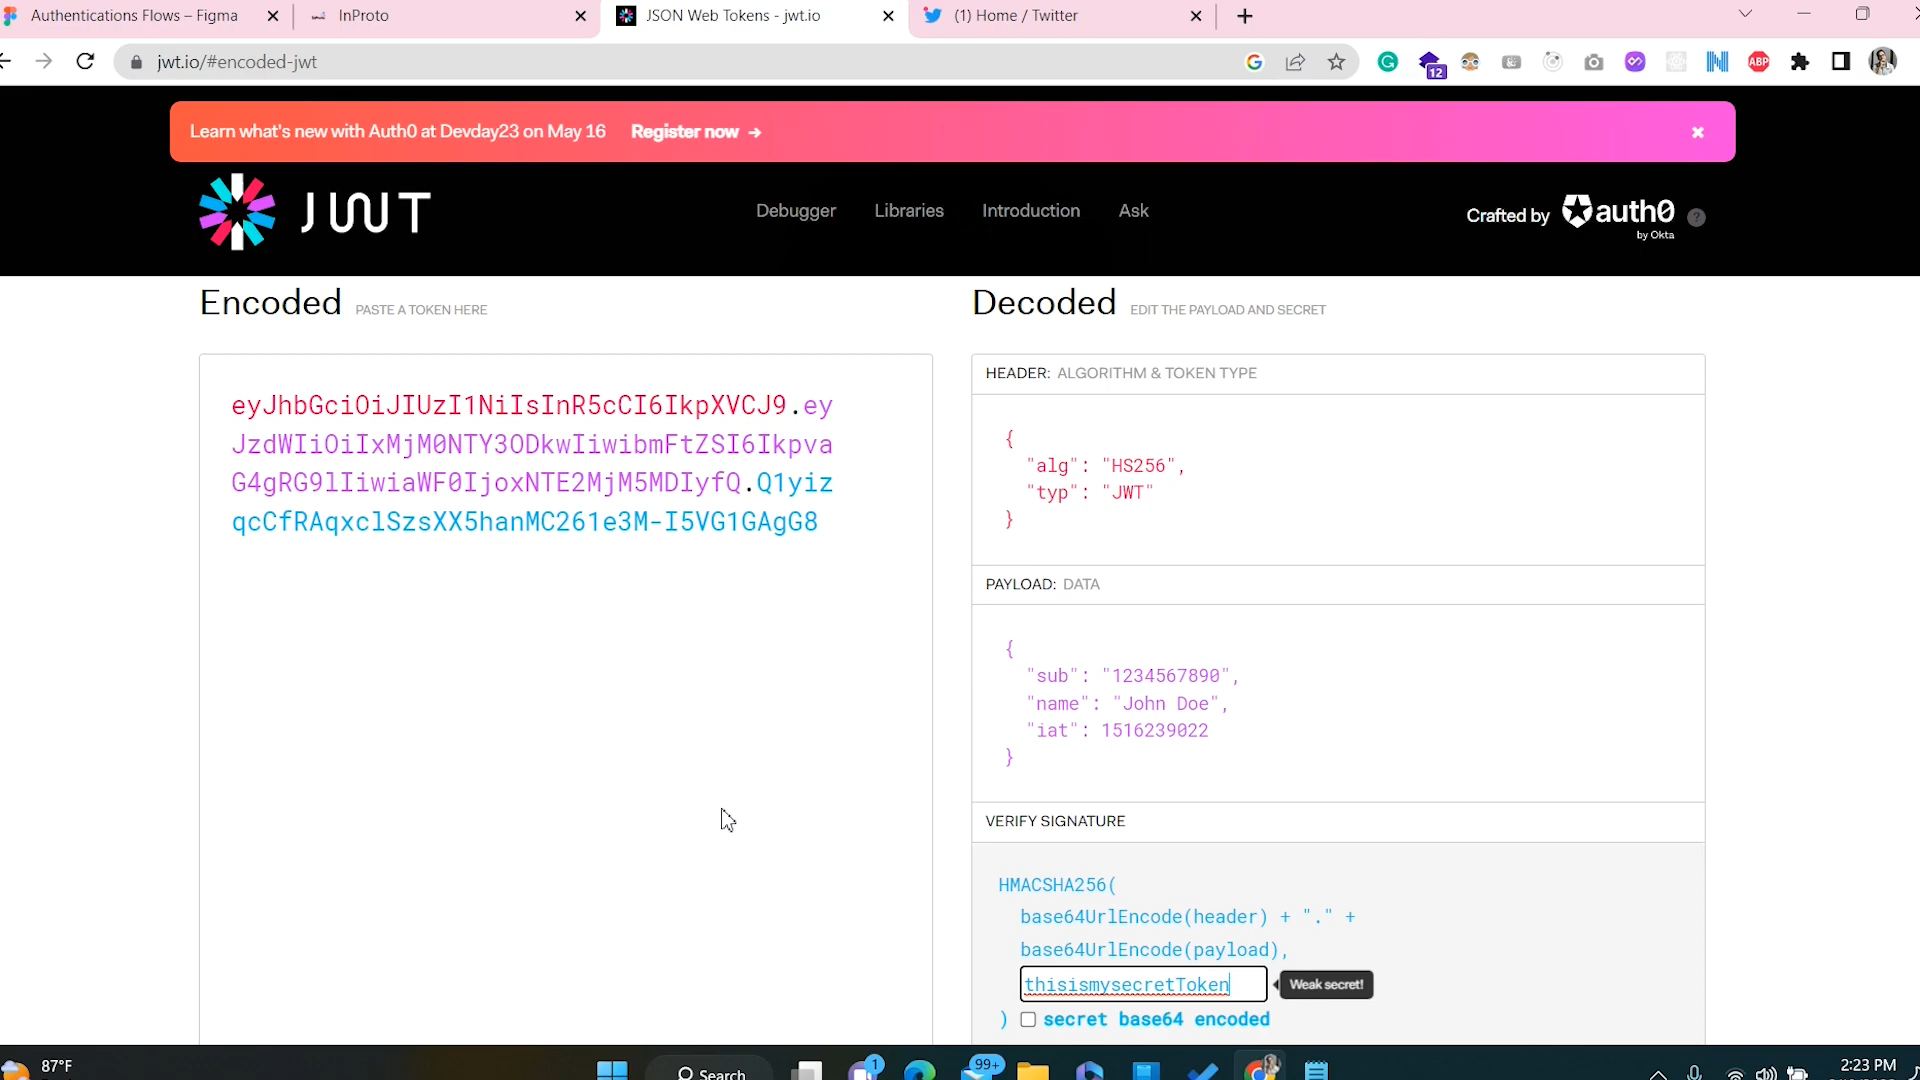 Authentications Flows – Figma
InProto
JSON Web Tokens - jwt.io
(1) Home / Twitter
jwt.io/#encoded-jwt
12
ABP
Learn what's new with Auth0 at Devday23 on May 16 Register now →
JWT
Debugger Libraries Introduction Ask
Crafted by auth0
by Okta
?
Encoded PASTE A TOKEN HERE
Decoded EDIT THE PAYLOAD AND SECRET
eyJhbGciOiJIUzI1NiIsInR5cCI6IkpXVCJ9.ey
JzdWIiOiIxMjM0NTY3ODkwIiwibmFtZSI6Ikpva
G4gRG9lIiwiaWF0IjoxNTE2MjM5MDIyfQ.Q1yiz
qcCfRAqxclSzsXX5hanMC261e3M-I5VG1GAgG8
HEADER: ALGORITHM & TOKEN TYPE
{
"alg": "HS256",
"typ": "JWT"
}
PAYLOAD: DATA
{
"sub": "1234567890",
"name": "John Doe",
"iat": 1516239022
}
VERIFY SIGNATURE
HMACSHA256(
base64UrlEncode(header) + "." +
base64UrlEncode(payload),
thisismysecretToken Weak secret!
) secret base64 encoded
87°F
Search
1
99+
2:23 PM